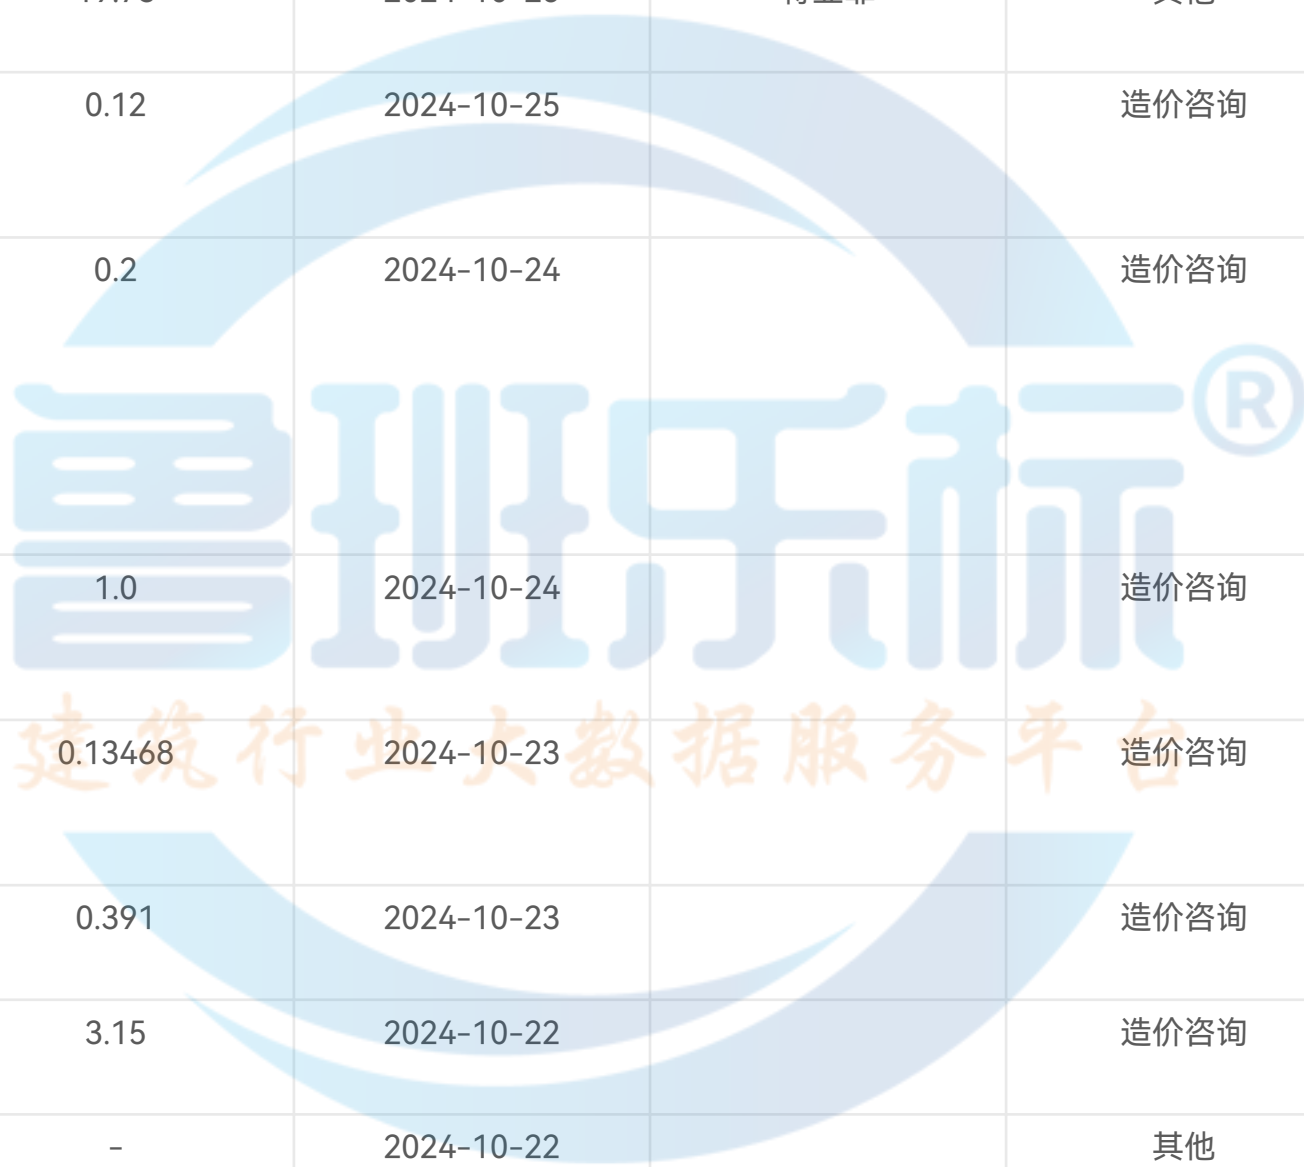 0.12 2024-10-25 造价咨询
0.2 2024-10-24 造价咨询
鲁班乐标®
1.0 2024-10-24 造价咨询
建筑行业大数据服务平台
0.13468 2024-10-23 造价咨询
0.391 2024-10-23 造价咨询
3.15 2024-10-22 造价咨询
- 2024-10-22 其他